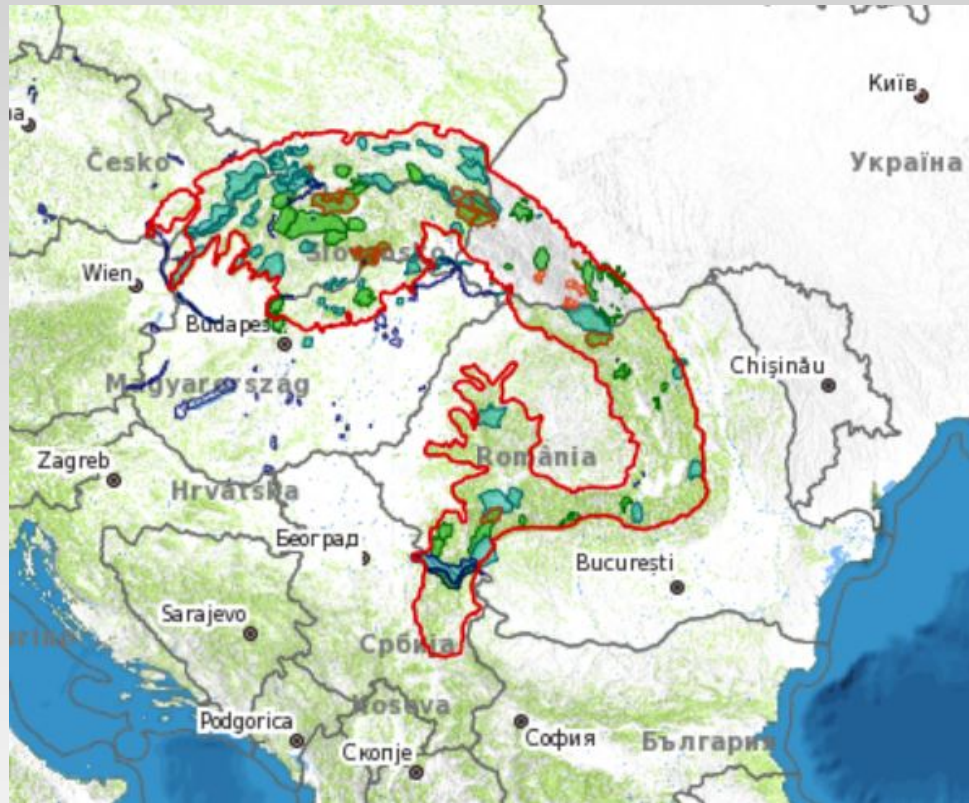 Київ
Česko
Україна
Wien
Budapest
Magyarország
Chișinău
Zagreb
România
Hrvatska
Београд
București
Sarajevo
Србија
Kosova
Podgorica
София
Скопје
България